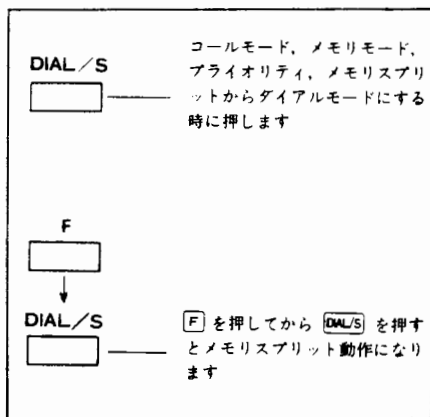 DIAL/S
コールモード, メモリモード,
プライオリティ, メモリスプリ
ットからダイアルモードにする
時に押します
F
DIAL/S
F を押してから DIAL/S を押す
とメモリスプリット動作になり
ます